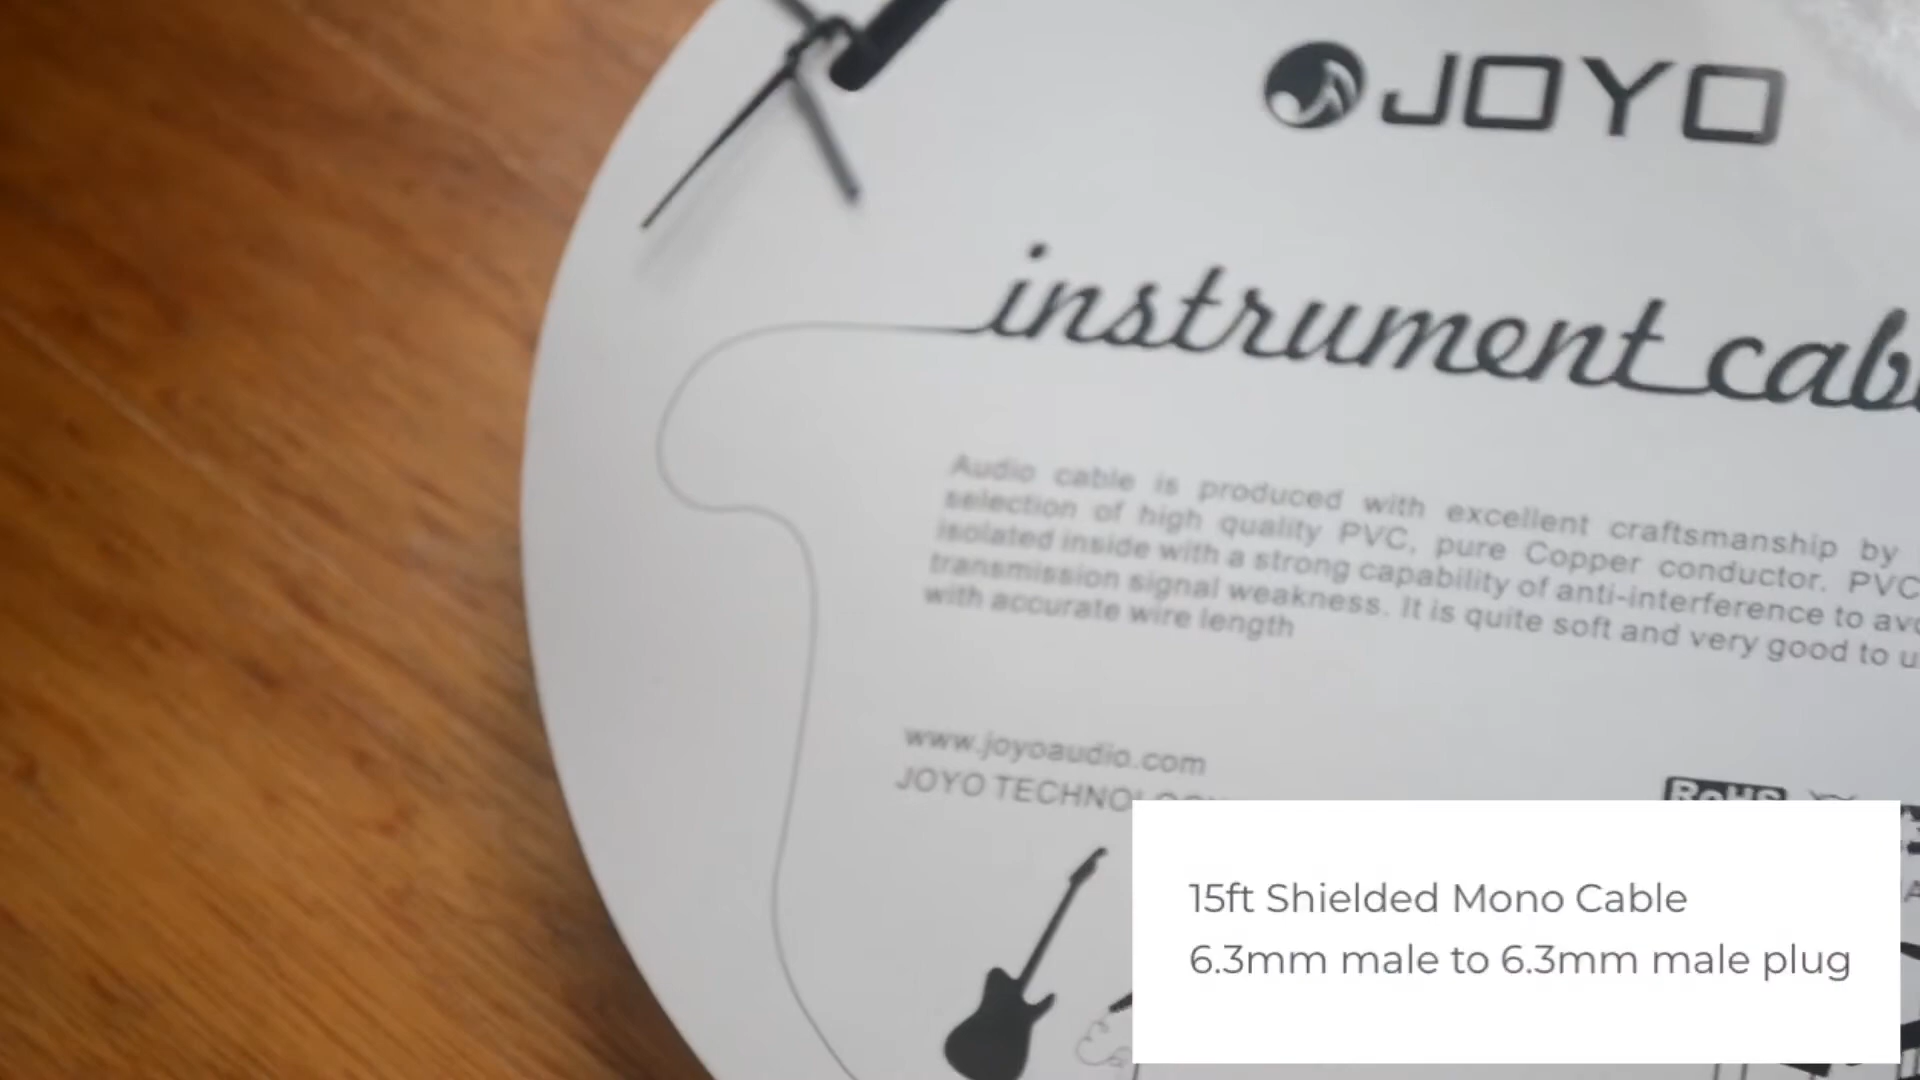 JOYO
instrument cab
Audio cable is produced with excellent craftsmanship by
selection of high quality PVC, pure Copper conductor. PVC
isolated inside with a strong capability of anti-interference to avo
transmission signal weakness. It is quite soft and very good to u
with accurate wire length
www.joyoaudio.com
JOYO TECHNOLOGY
RoHS
15ft Shielded Mono Cable
6.3mm male to 6.3mm male plug